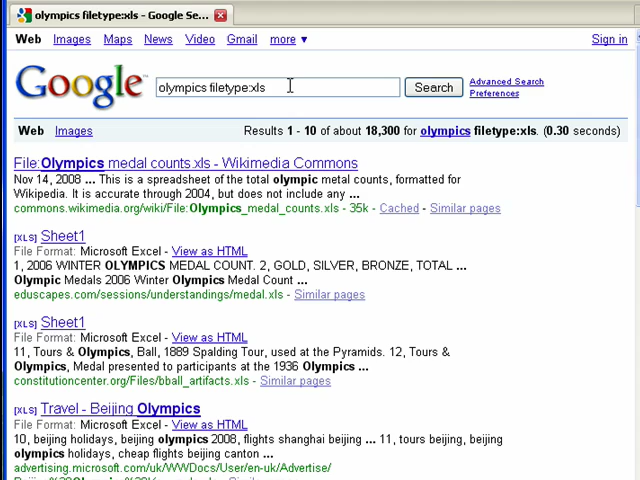 olympics filetype:xls - Google Se...
Web Images Maps News Video Gmail more ▼ Sign in
Google™ olympics filetype:xls Search Advanced Search
Preferences
Web Images Results 1 - 10 of about 18,300 for olympics filetype:xls. (0.30 seconds)
File:Olympics medal counts.xls - Wikimedia Commons
Nov 14, 2008 ... This is a spreadsheet of the total olympic metal counts, formatted for
Wikipedia. It is accurate through 2004, but does not include any ...
commons.wikimedia.org/wiki/File:Olympics_medal_counts.xls - 35k - Cached - Similar pages
[XLS] Sheet1
File Format: Microsoft Excel - View as HTML
1, 2006 WINTER OLYMPICS MEDAL COUNT. 2, GOLD, SILVER, BRONZE, TOTAL ...
Olympic Medals 2006 Winter Olympics Medal Count ...
eduscapes.com/sessions/understandings/medal.xls - Similar pages
[XLS] Sheet1
File Format: Microsoft Excel - View as HTML
11, Tours & Olympics, Ball, 1889 Spalding Tour, used at the Pyramids. 12, Tours &
Olympics, Medal presented to participants at the 1936 Olympics ...
constitutioncenter.org/Files/bball_artifacts.xls - Similar pages
[XLS] Travel - Beijing Olympics
File Format: Microsoft Excel - View as HTML
10, beijing holidays, beijing olympics 2008, flights shanghai beijing ... 11, tours beijing, beijing
olympics holidays, cheap flights beijing canton ...
advertising.microsoft.com/uk/WWDocs/User/en-uk/Advertise/